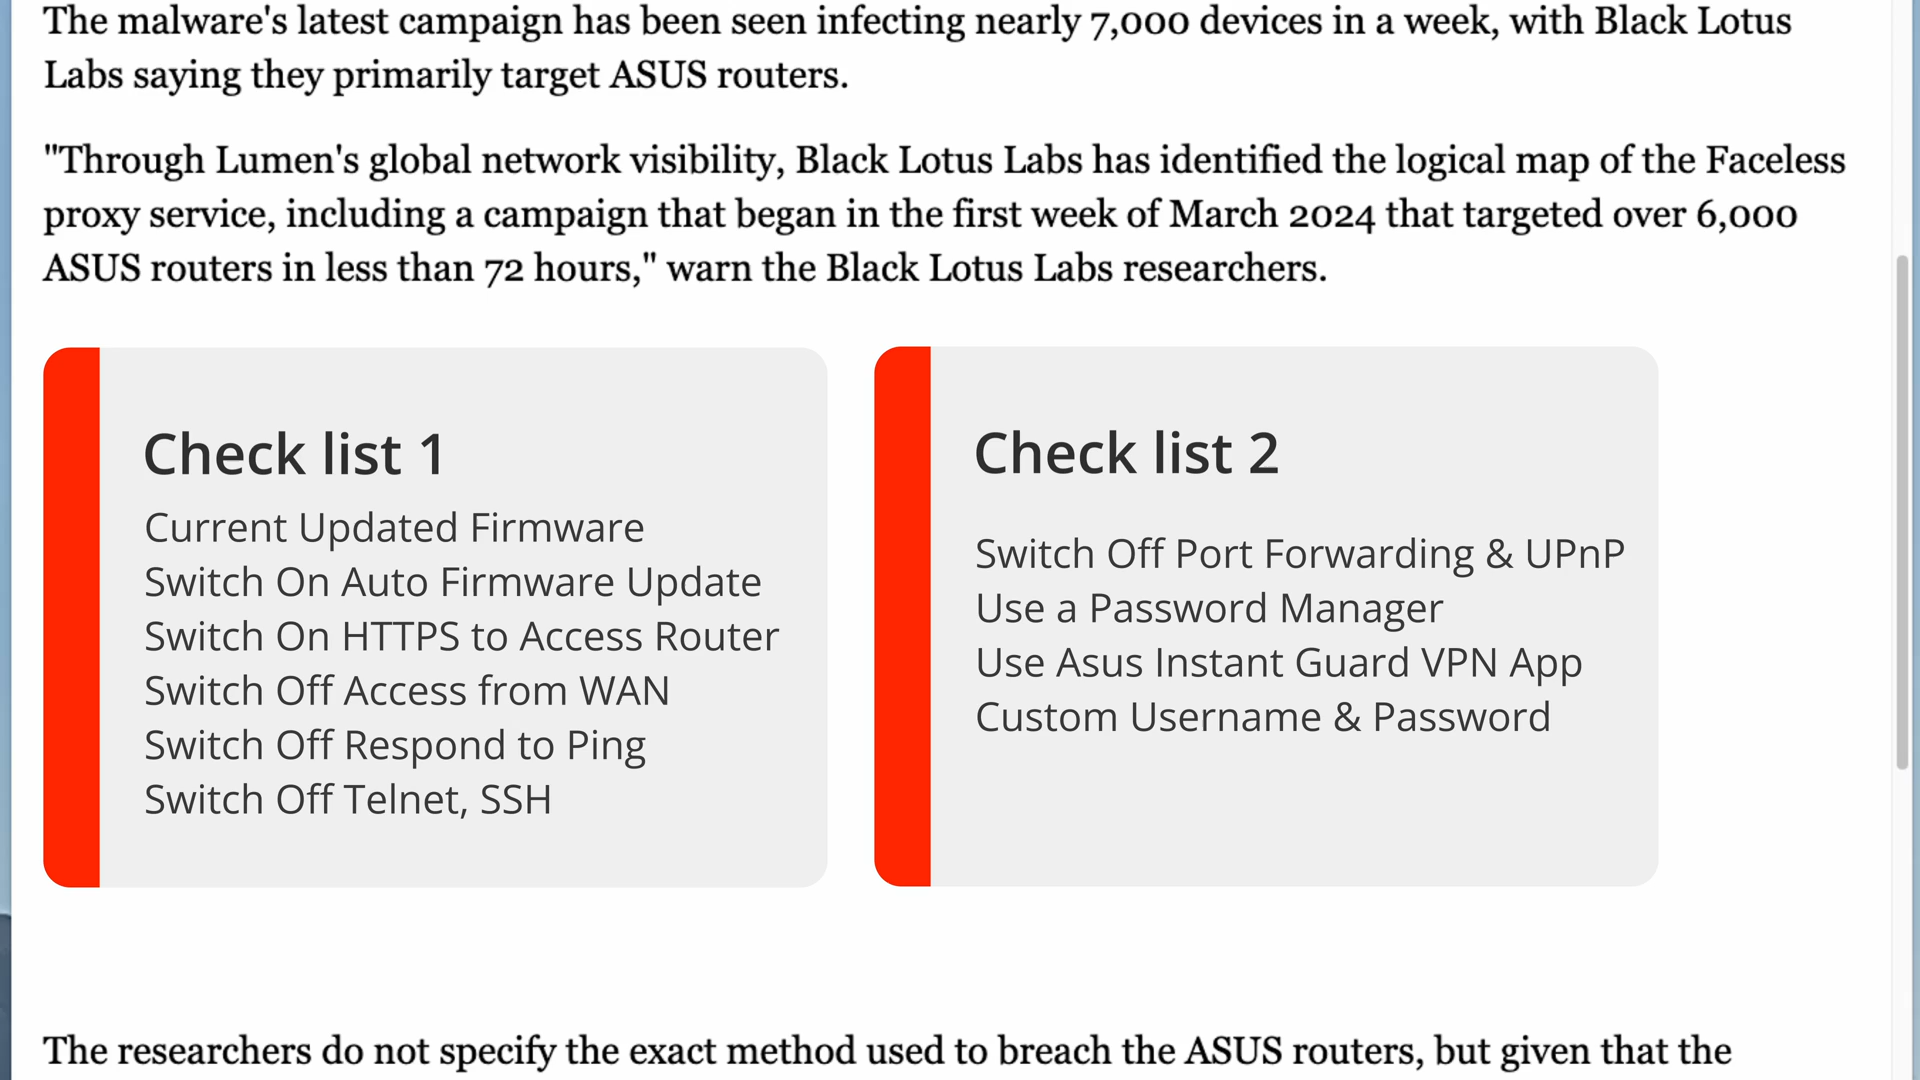 The malware's latest campaign has been seen infecting nearly 7,000 devices in a week, with Black Lotus
Labs saying they primarily target ASUS routers.
"Through Lumen's global network visibility, Black Lotus Labs has identified the logical map of the Faceless
proxy service, including a campaign that began in the first week of March 2024 that targeted over 6,000
ASUS routers in less than 72 hours," warn the Black Lotus Labs researchers.
Check list 1
Current Updated Firmware
Switch On Auto Firmware Update
Switch On HTTPS to Access Router
Switch Off Access from WAN
Switch Off Respond to Ping
Switch Off Telnet, SSH
Check list 2
Switch Off Port Forwarding & UPnP
Use a Password Manager
Use Asus Instant Guard VPN App
Custom Username & Password
The researchers do not specify the exact method used to breach the ASUS routers, but given that the